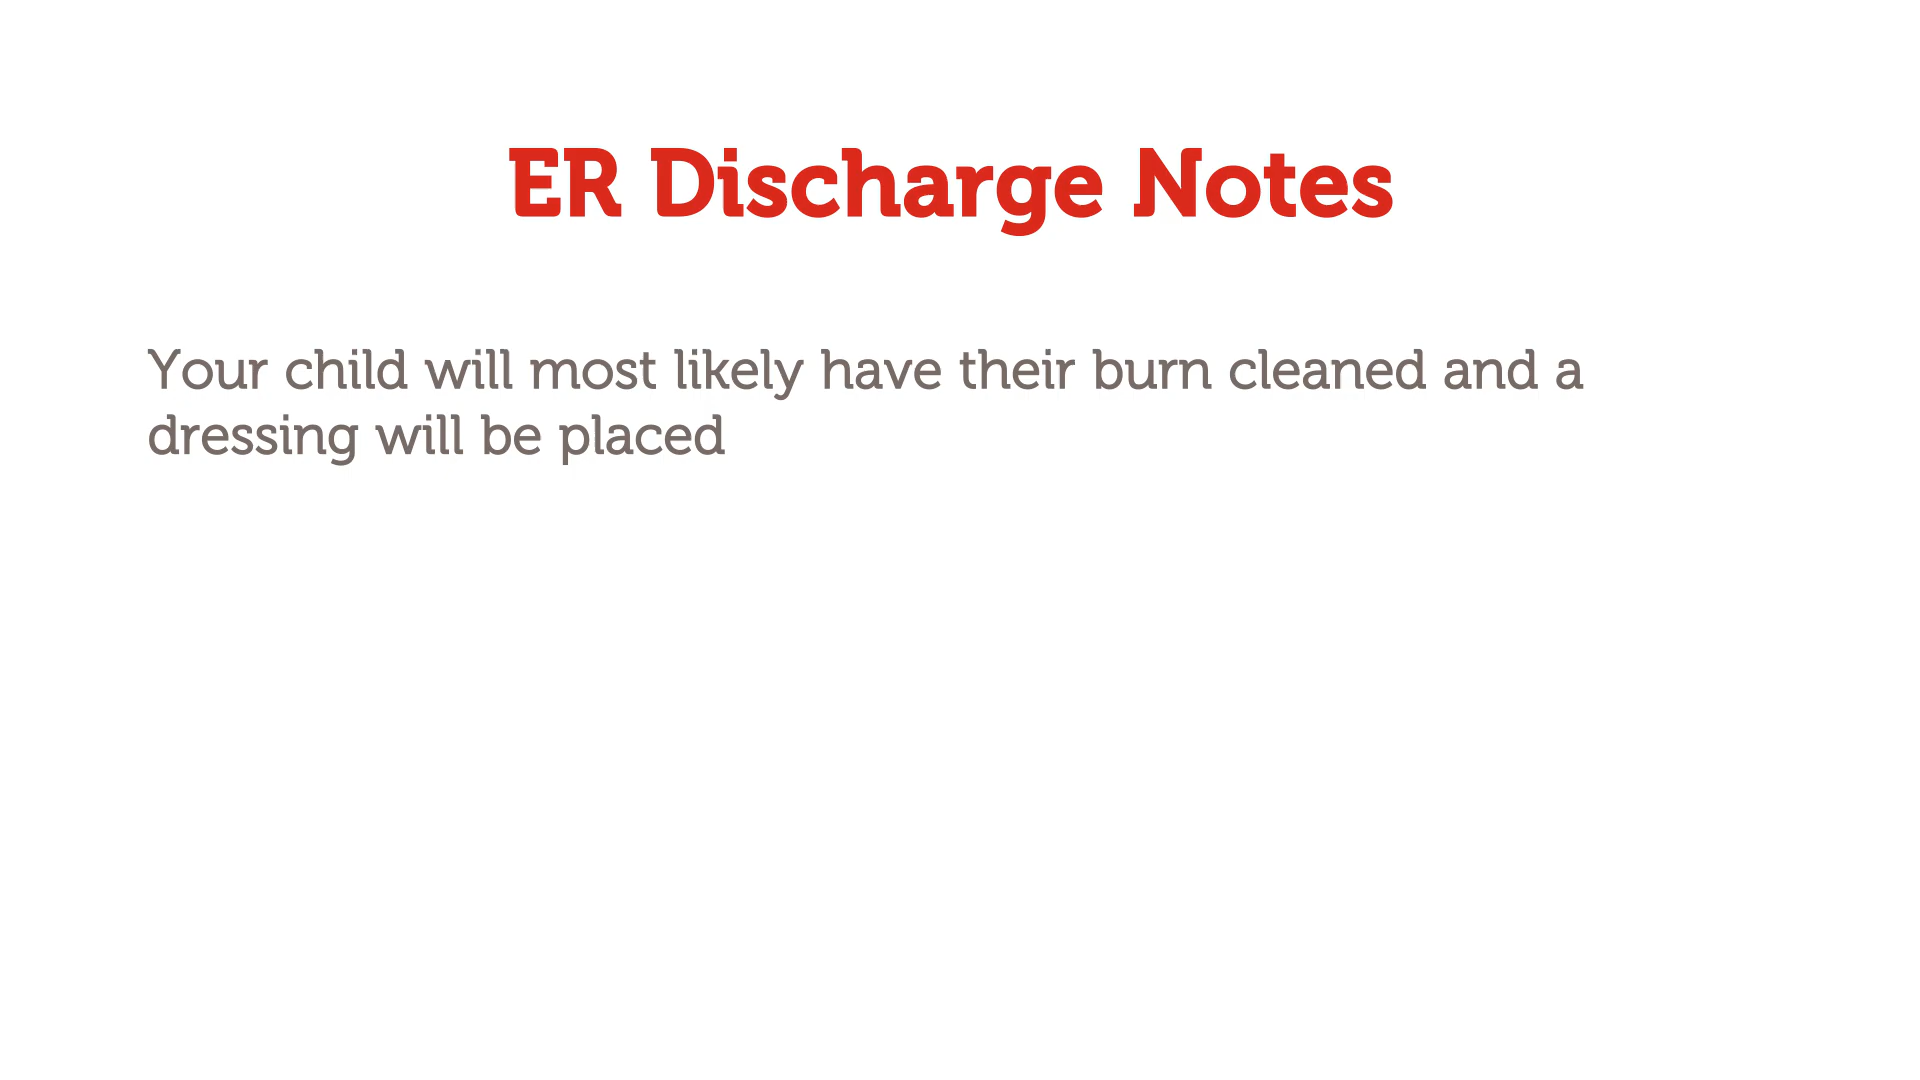 ER Discharge Notes
Your child will most likely have their burn cleaned and a
dressing will be placed